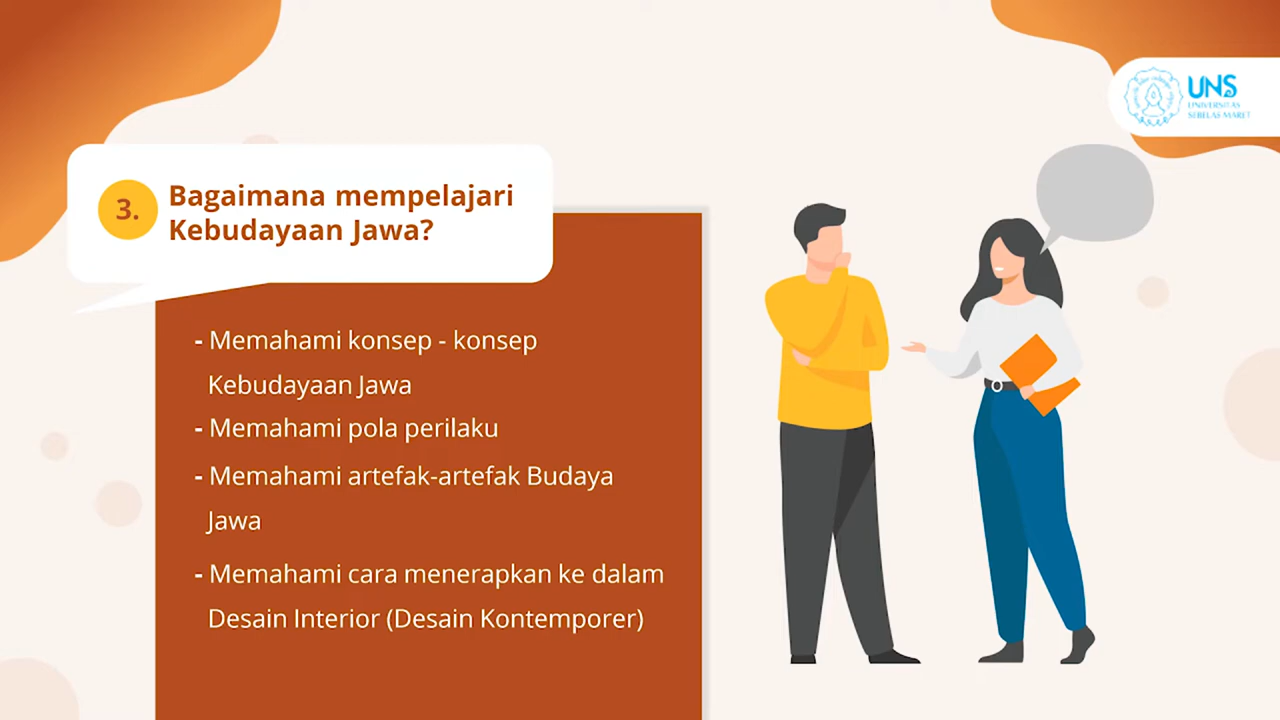 UNS
UNIVERSITAS
SEBELAS MARET
3.
Bagaimana mempelajari
Kebudayaan Jawa?
- Memahami konsep - konsep
Kebudayaan Jawa
- Memahami pola perilaku
- Memahami artefak-artefak Budaya
Jawa
- Memahami cara menerapkan ke dalam
Desain Interior (Desain Kontemporer)